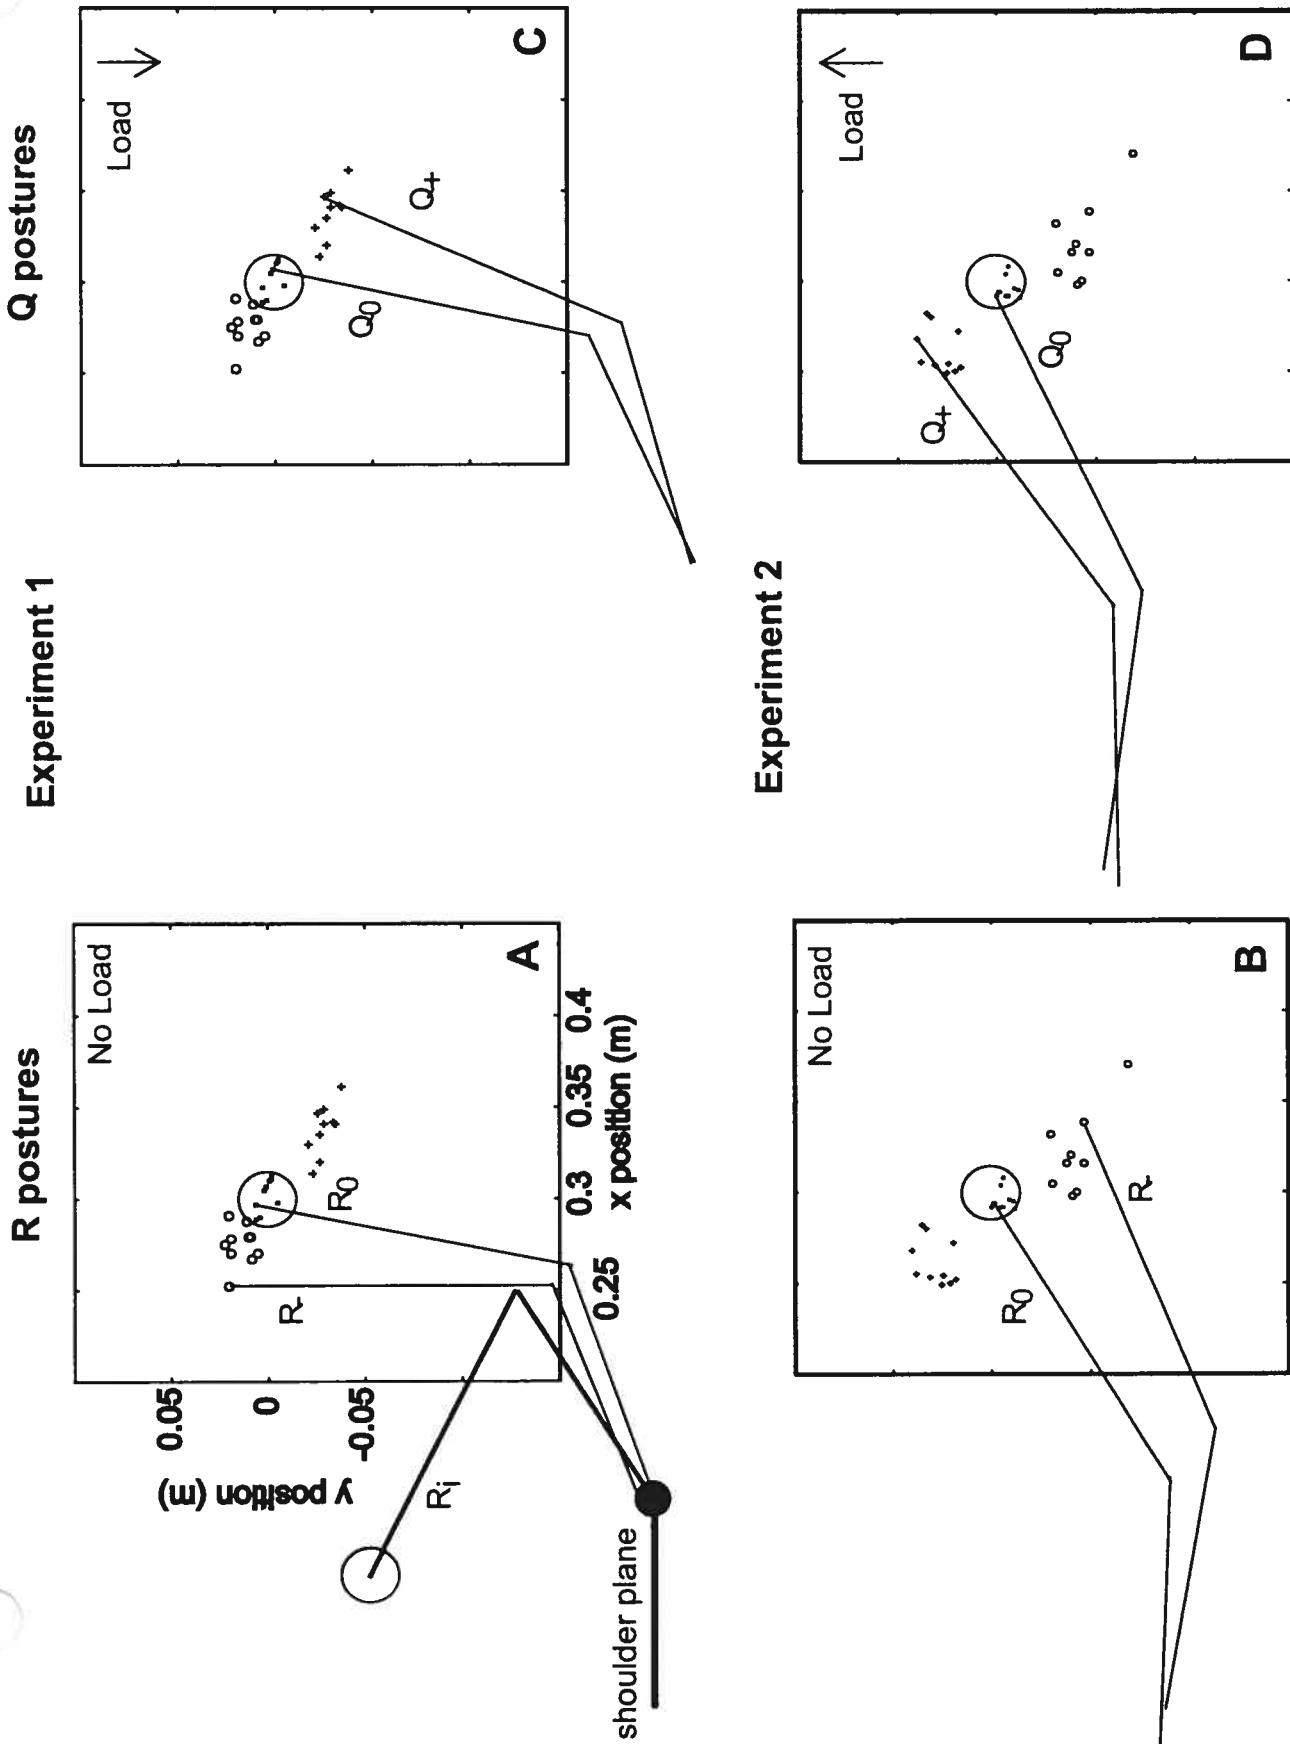 Experiment 1
R postures
Q postures
No Load
Load
R-
R0
Ri
A
Q0
Q+
C
0.05
0
-0.05
y position (m)
0.25
0.3
0.35
0.4
x position (m)
shoulder plane
Experiment 2
No Load
Load
R0
R-
B
Q+
Q0
D